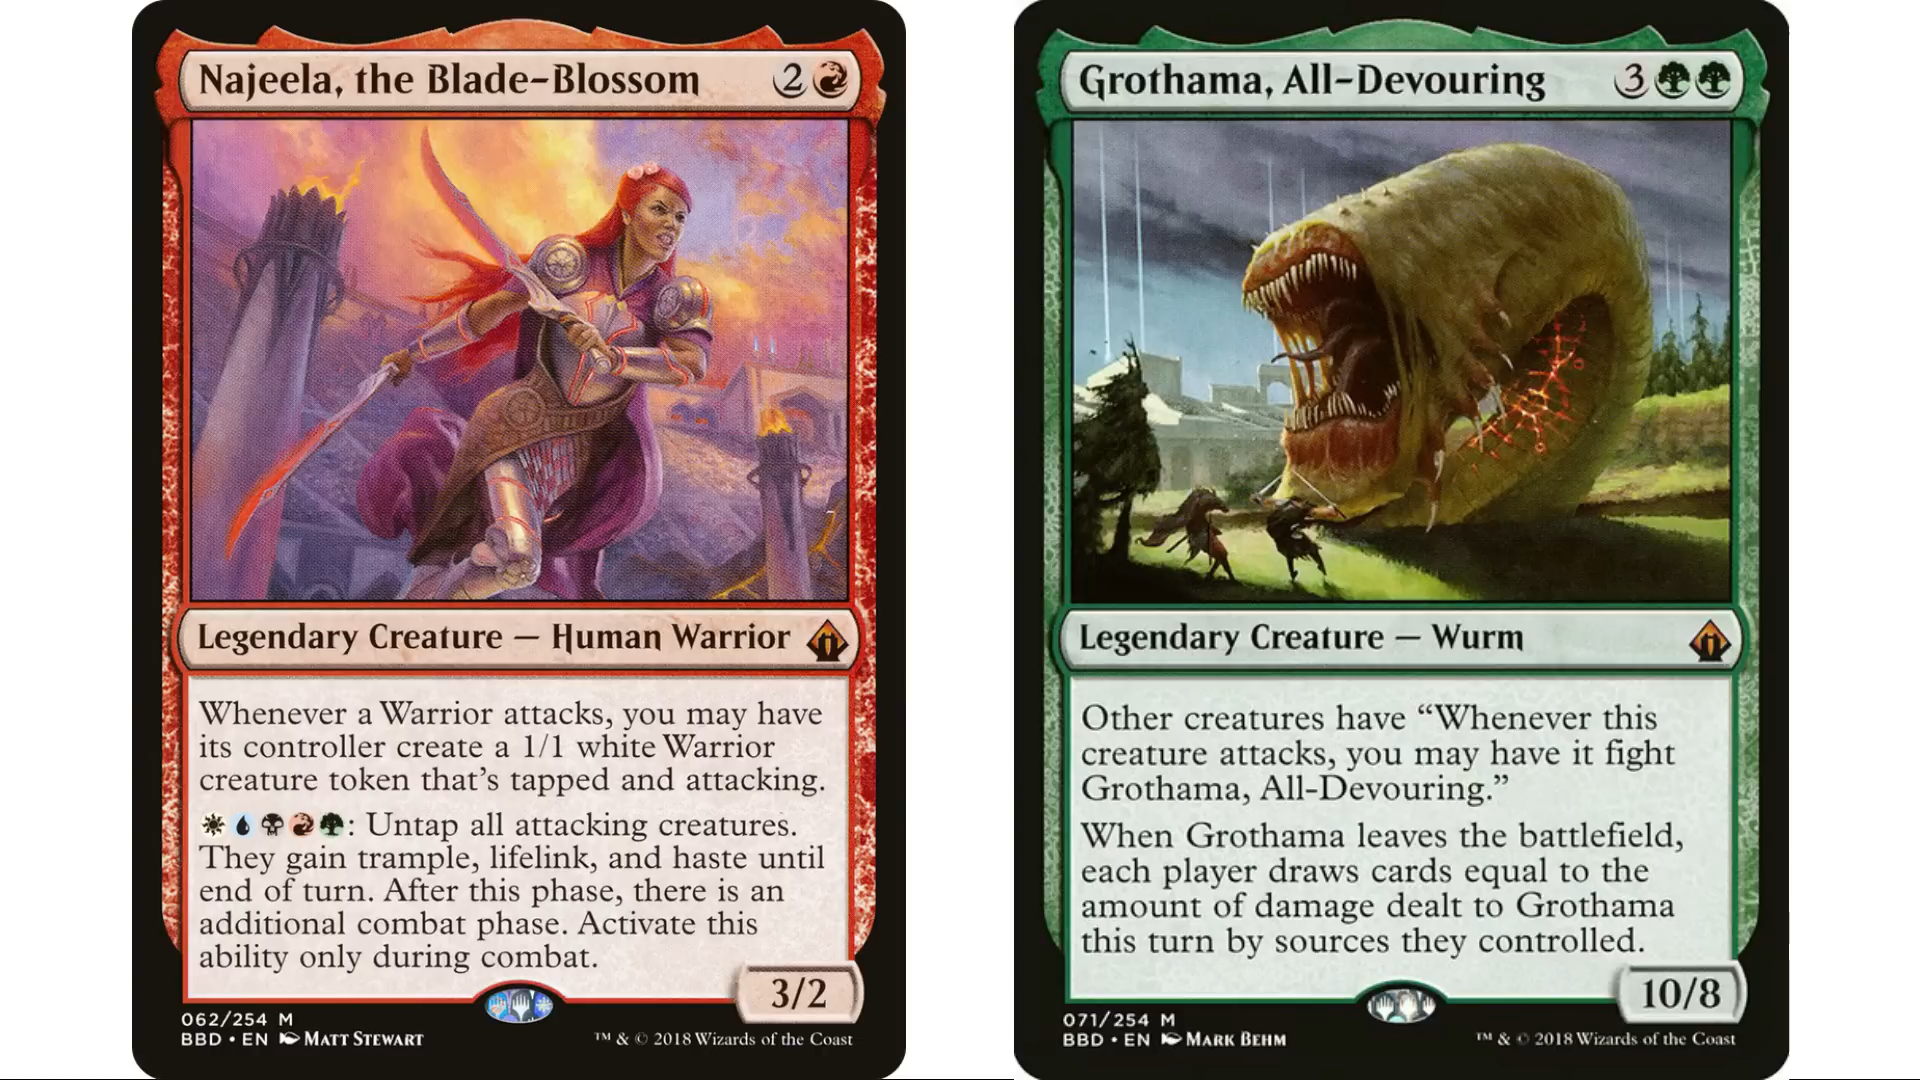 Najeela, the Blade-Blossom 2
Legendary Creature — Human Warrior
Whenever a Warrior attacks, you may have
its controller create a 1/1 white Warrior
creature token that's tapped and attacking.
: Untap all attacking creatures.
They gain trample, lifelink, and haste until
end of turn. After this phase, there is an
additional combat phase. Activate this
ability only during combat.
3/2
062/254 M
BBD • EN Matt Stewart
™ & © 2018 Wizards of the Coast
Grothama, All-Devouring 3
Legendary Creature — Wurm
Other creatures have “Whenever this
creature attacks, you may have it fight
Grothama, All-Devouring.”
When Grothama leaves the battlefield,
each player draws cards equal to the
amount of damage dealt to Grothama
this turn by sources they controlled.
10/8
071/254 M
BBD • EN Mark Behm
™ & © 2018 Wizards of the Coast